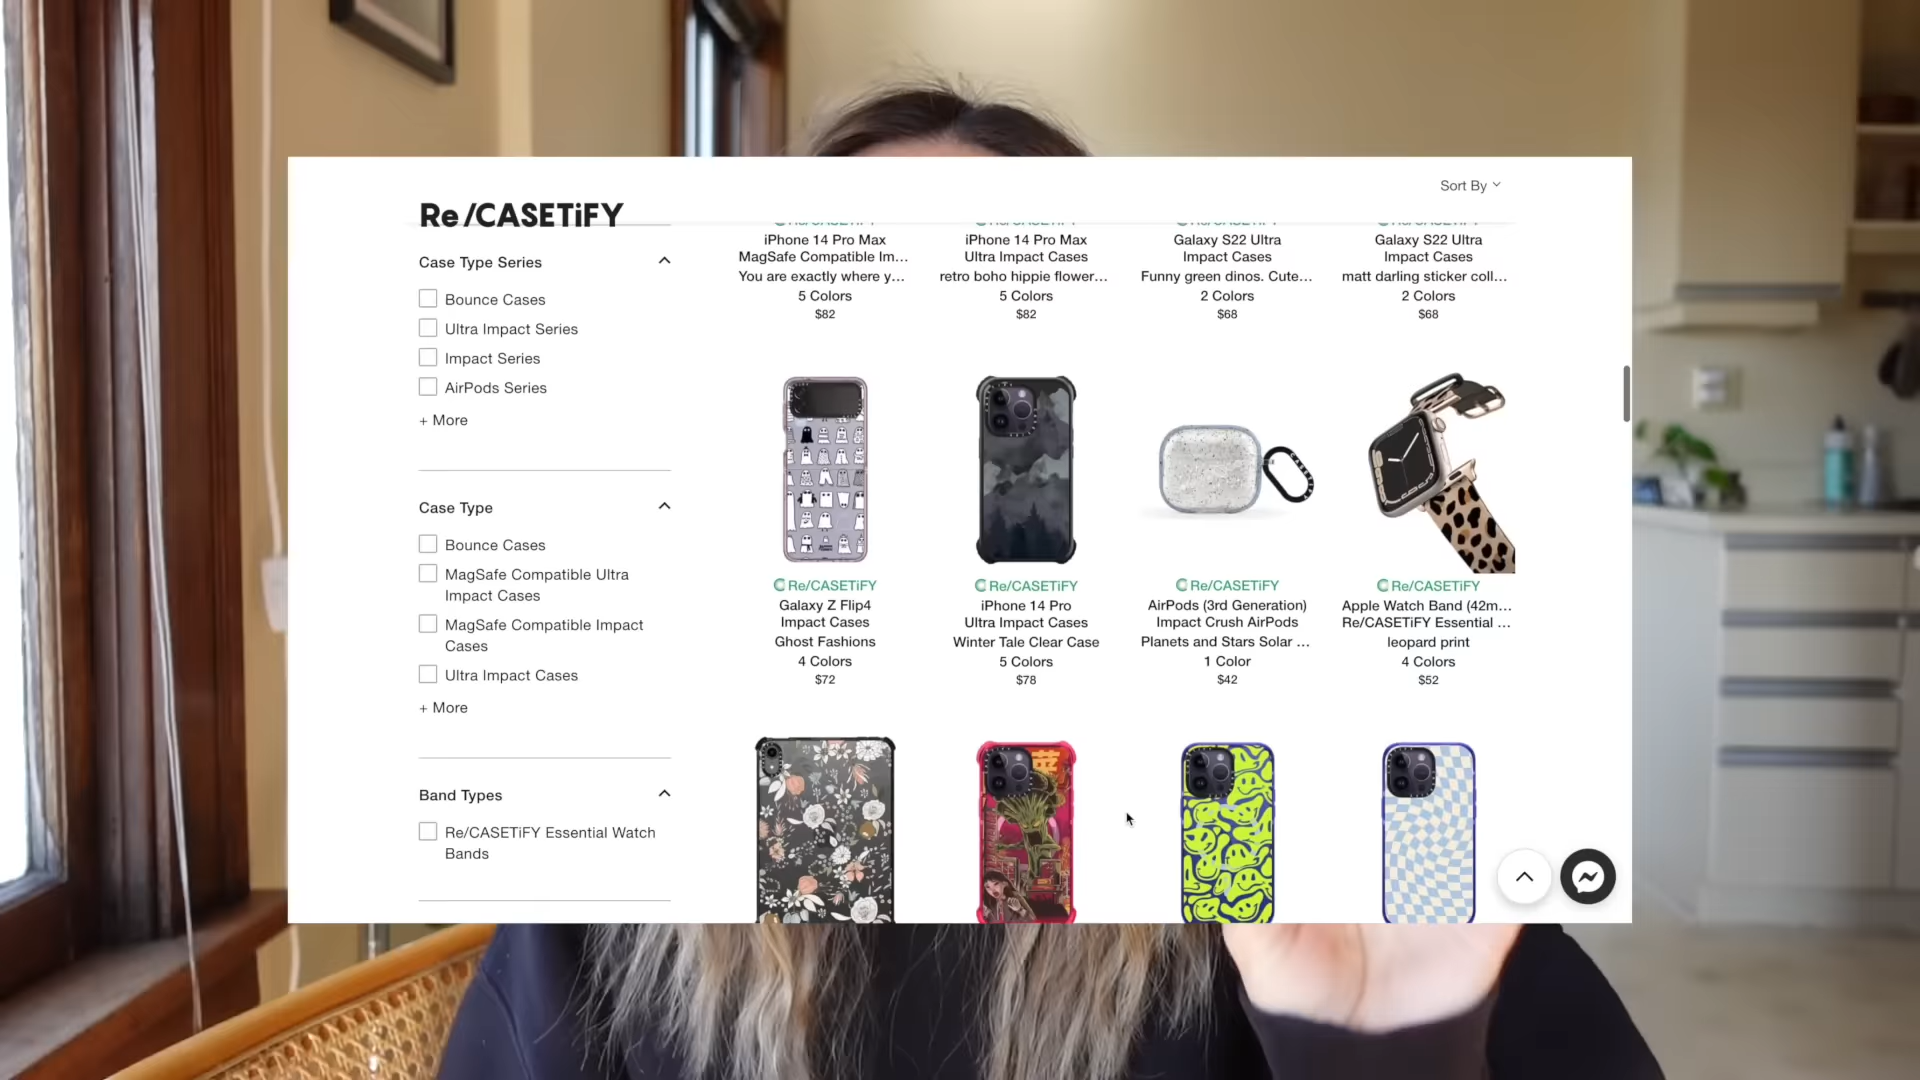 Sort By
Re/CASETiFY
Case Type Series
Bounce Cases
Ultra Impact Series
Impact Series
AirPods Series
+ More
Case Type
Bounce Cases
MagSafe Compatible Ultra
Impact Cases
MagSafe Compatible Impact
Cases
Ultra Impact Cases
+ More
Band Types
Re/CASETiFY Essential Watch
Bands
iPhone 14 Pro Max
MagSafe Compatible Im...
You are exactly where y...
5 Colors
$82
iPhone 14 Pro Max
Ultra Impact Cases
retro boho hippie flower...
5 Colors
$82
Galaxy S22 Ultra
Impact Cases
Funny green dinos. Cute...
2 Colors
$68
Galaxy S22 Ultra
Impact Cases
matt darling sticker coll...
2 Colors
$68
Re/CASETiFY
Galaxy Z Flip4
Impact Cases
Ghost Fashions
4 Colors
$72
Re/CASETiFY
iPhone 14 Pro
Ultra Impact Cases
Winter Tale Clear Case
5 Colors
$78
Re/CASETiFY
AirPods (3rd Generation)
Impact Crush AirPods
Planets and Stars Solar ...
1 Color
$42
Re/CASETiFY
Apple Watch Band (42m...
Re/CASETiFY Essential ...
leopard print
4 Colors
$52